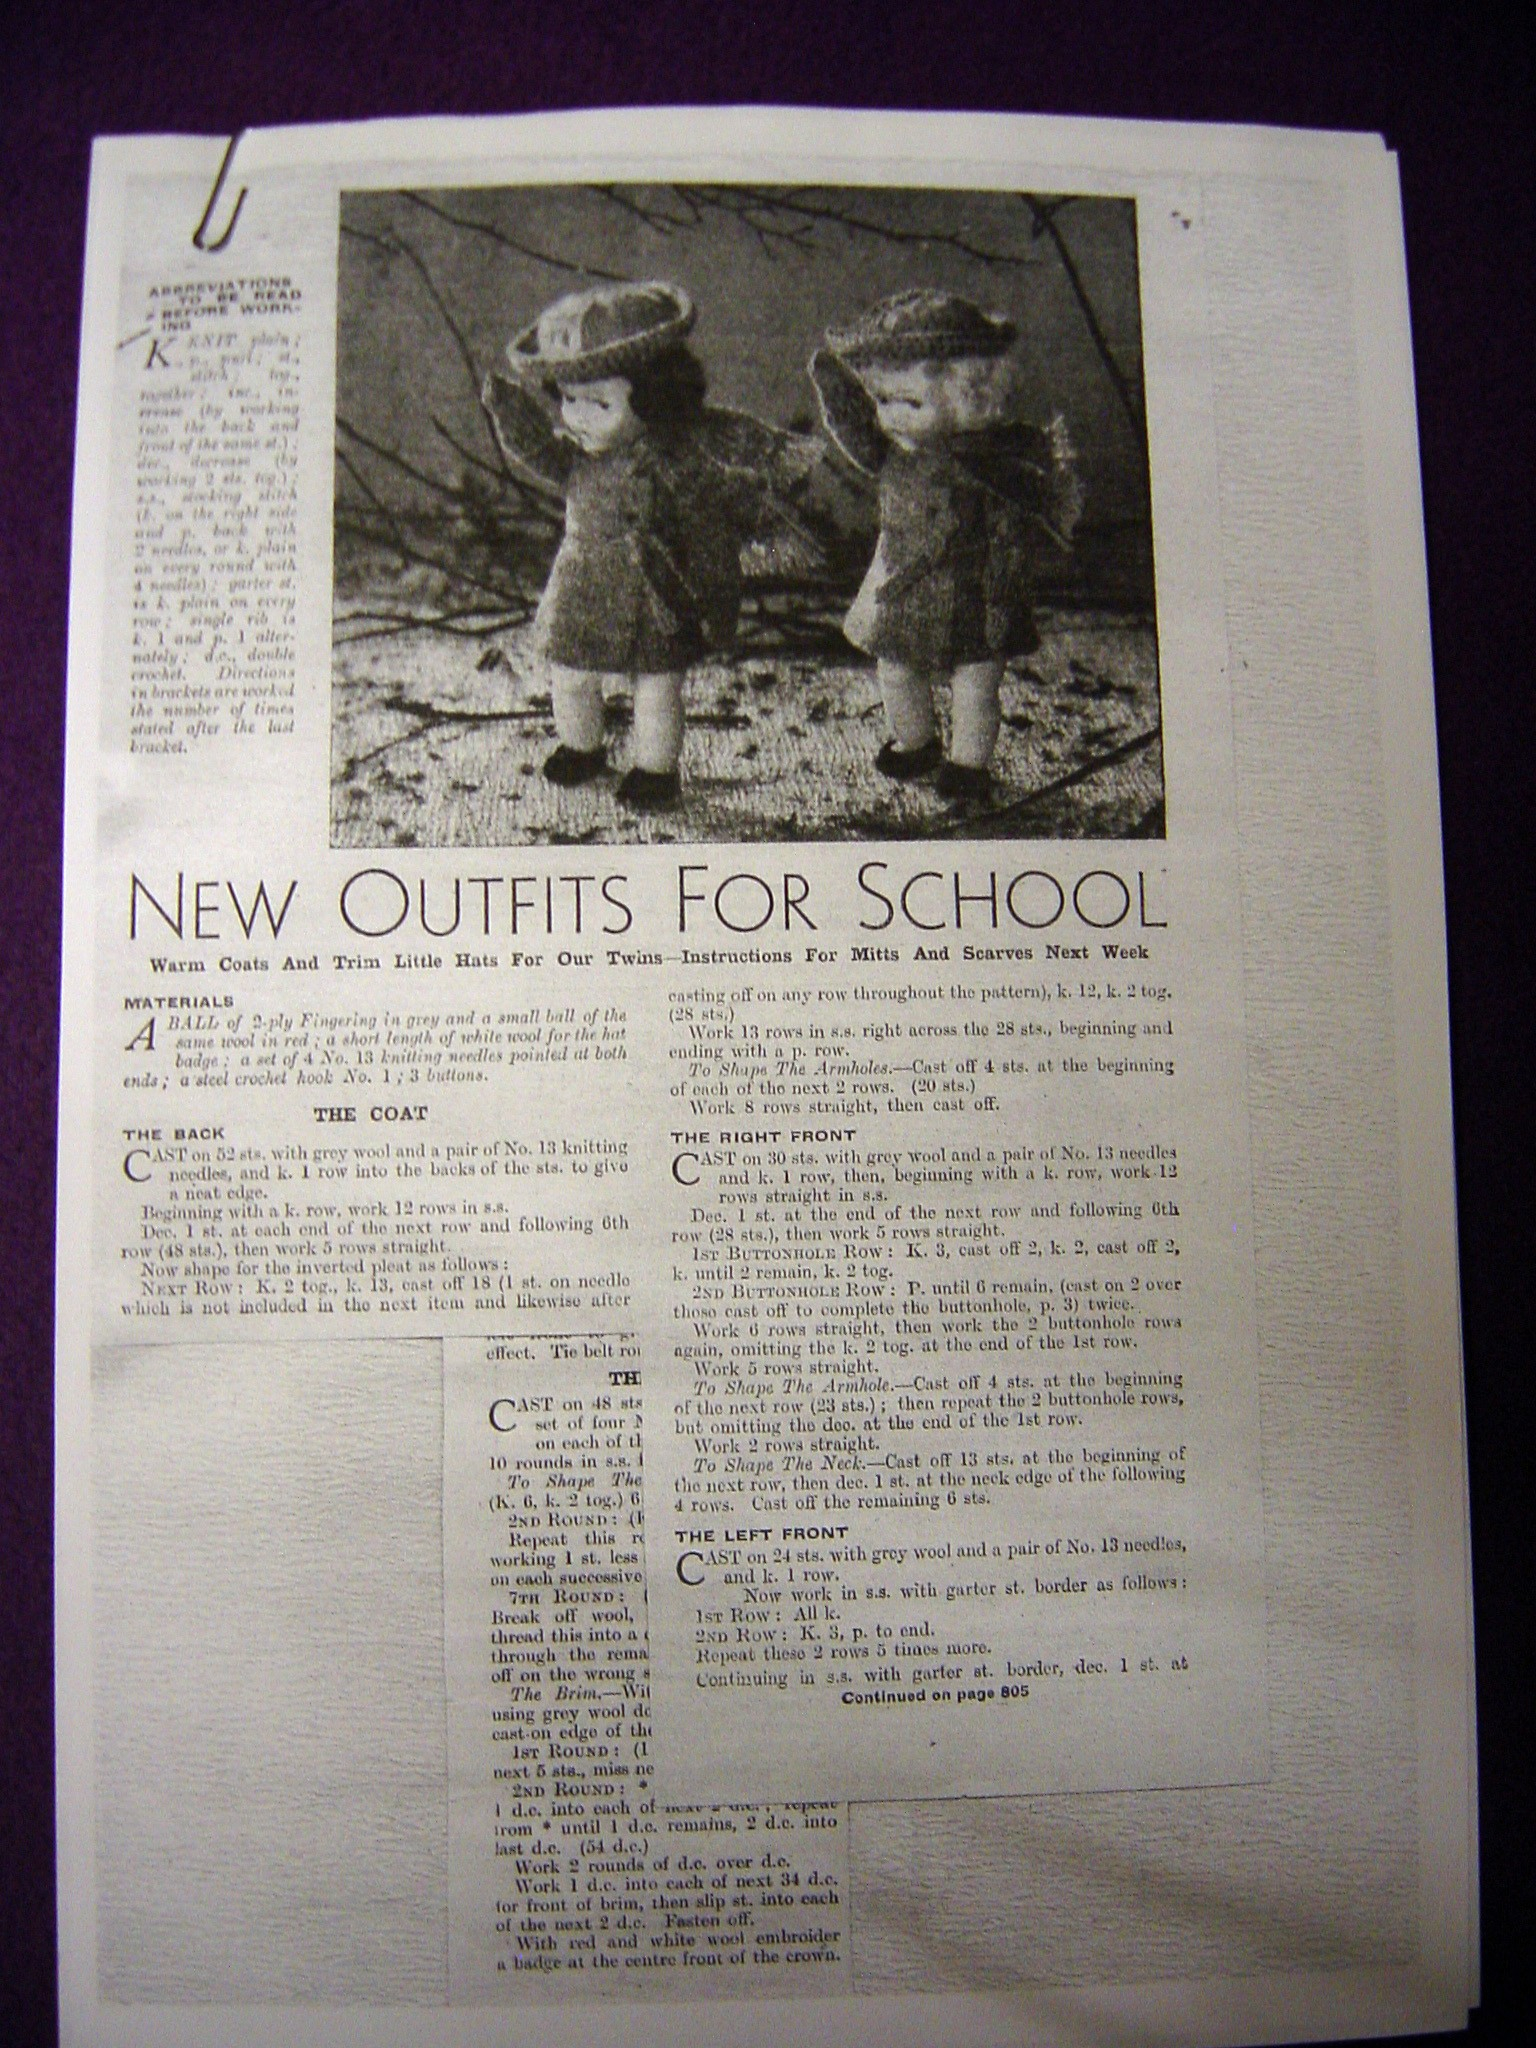 ABBREVIATIONS
TO BE READ
BEFORE WORK-
ING
K KNIT plain;
p., purl; st.,
stitch; tog.,
together; inc., in-
crease (by working
into the back and
front of the same st.);
dec., decrease (by
working 2 sts. tog.);
s.s., stocking stitch
(k. on the right side
and p. back with
2 needles, or k. plain
on every round with
4 needles); garter st.
is k. plain on every
row; single rib is
k. 1 and p. 1 alter-
nately; d.c., double
crochet. Directions
in brackets are worked
the number of times
stated after the last
bracket.
NEW OUTFITS FOR SCHOOL
Warm Coats And Trim Little Hats For Our Twins—Instructions For Mitts And Scarves Next Week
MATERIALS
A BALL of 2-ply Fingering in grey and a small ball of the
same wool in red; a short length of white wool for the hat
badge; a set of 4 No. 13 knitting needles pointed at both
ends; a steel crochet hook No. 1; 3 buttons.
THE COAT
THE BACK
CAST on 52 sts. with grey wool and a pair of No. 13 knitting
needles, and k. 1 row into the backs of the sts. to give
a neat edge.
Beginning with a k. row, work 12 rows in s.s.
Dec. 1 st. at each end of the next row and following 6th
row (48 sts.), then work 5 rows straight.
Now shape for the inverted pleat as follows:
NEXT ROW: K. 2 tog., k. 13, cast off 18 (1 st. on needle
which is not included in the next item and likewise after
casting off on any row throughout the pattern), k. 12, k. 2 tog.
(28 sts.)
Work 13 rows in s.s. right across the 28 sts., beginning and
ending with a p. row.
To Shape The Armholes.—Cast off 4 sts. at the beginning
of each of the next 2 rows. (20 sts.)
Work 8 rows straight, then cast off.
THE RIGHT FRONT
CAST on 30 sts. with grey wool and a pair of No. 13 needles
and k. 1 row, then, beginning with a k. row, work 12
rows straight in s.s.
Dec. 1 st. at the end of the next row and following 6th
row (28 sts.), then work 5 rows straight.
1ST BUTTONHOLE ROW: K. 3, cast off 2, k. 2, cast off 2,
k. until 2 remain, k. 2 tog.
2ND BUTTONHOLE ROW: P. until 6 remain, (cast on 2 over
those cast off to complete the buttonhole, p. 3) twice.
Work 6 rows straight, then work the 2 buttonhole rows
again, omitting the k. 2 tog. at the end of the 1st row.
Work 5 rows straight.
To Shape The Armhole.—Cast off 4 sts. at the beginning
of the next row (23 sts.); then repeat the 2 buttonhole rows,
but omitting the dec. at the end of the 1st row.
Work 2 rows straight.
To Shape The Neck.—Cast off 13 sts. at the beginning of
the next row, then dec. 1 st. at the neck edge of the following
4 rows. Cast off the remaining 6 sts.
THE LEFT FRONT
CAST on 24 sts. with grey wool and a pair of No. 13 needles,
and k. 1 row.
Now work in s.s. with garter st. border as follows:
1ST ROW: All k.
2ND ROW: K. 3, p. to end.
Repeat these 2 rows 5 times more.
Continuing in s.s. with garter st. border, dec. 1 st. at
Continued on page 805
effect. Tie belt rou
TH
CAST on 48 sts
set of four N
on each of th
10 rounds in s.s.
To Shape The
(K. 6, k. 2 tog.) 6
2ND ROUND: (K
Repeat this ro
working 1 st. less
on each successive
7TH ROUND: (
Break off wool,
thread this into a
through the rema
off on the wrong s
The Brim.—Wit
using grey wool do
cast-on edge of the
1ST ROUND: (1
next 5 sts., miss ne
2ND ROUND: *
1 d.c. into each of next 2 d.c.; repeat
from * until 1 d.c. remains, 2 d.c. into
last d.c. (54 d.c.)
Work 2 rounds of d.c. over d.c.
Work 1 d.c. into each of next 34 d.c.
for front of brim, then slip st. into each
of the next 2 d.c. Fasten off.
With red and white wool embroider
a badge at the centre front of the crown.